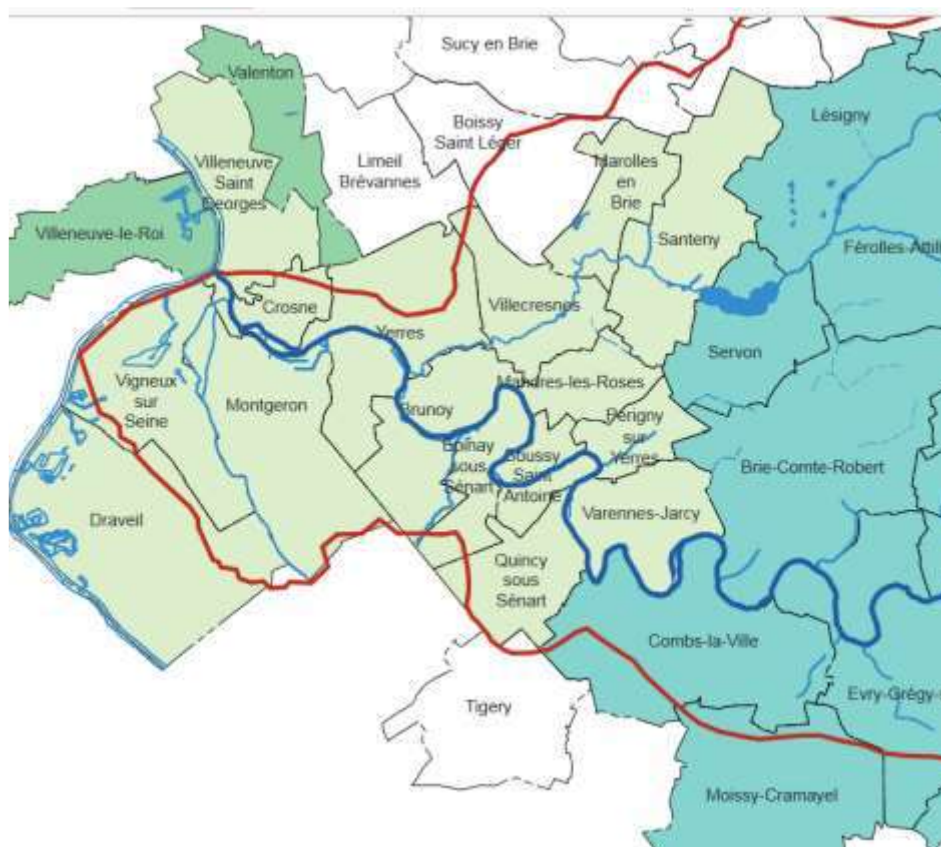 Sucy en Brie
Valenton
Lésigny
Boissy
Saint Léger
Limeil
Brévannes
Villeneuve
Saint
Georges
Marolles
en
Brie
Villeneuve-le-Roi
Santeny
Férolles-Attil
Crosne
Villecresnes
Yerres
Servon
Mandres-les-Roses
Vigneux
sur
Seine
Montgeron
Brunoy
Périgny
sur
Yerres
Epinay
sous
Sénart
Boussy
Saint
Antoine
Brie-Comte-Robert
Varennes-Jarcy
Draveil
Quincy
sous
Sénart
Combs-la-Ville
Evry-Grégy-
Tigery
Moissy-Cramayel